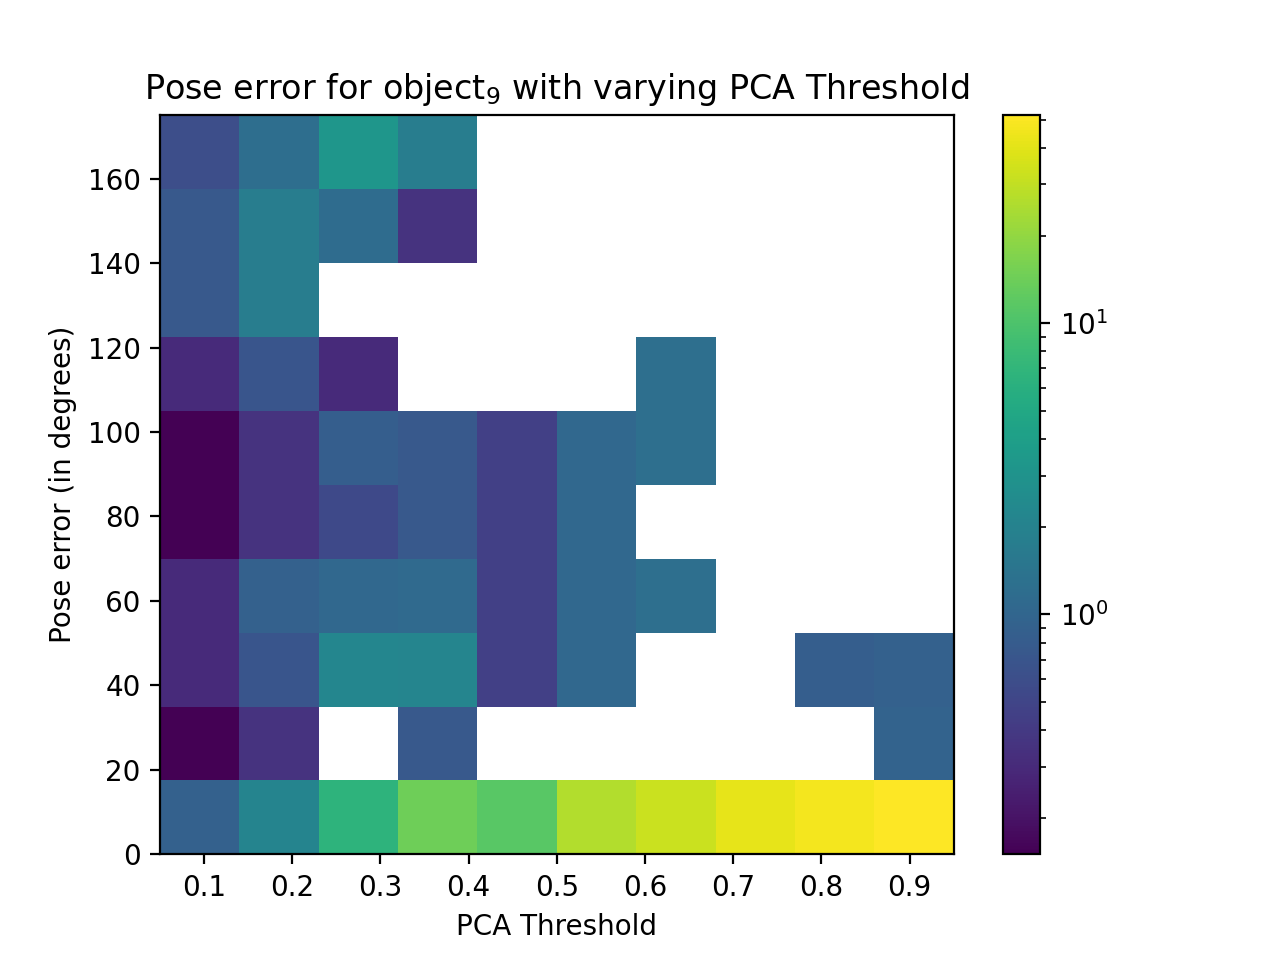 Pose error for object₉ with varying PCA Threshold
160
140
120
100
80
60
40
20
0
Pose error (in degrees)
0.1 0.2 0.3 0.4 0.5 0.6 0.7 0.8 0.9
PCA Threshold
10¹
10⁰